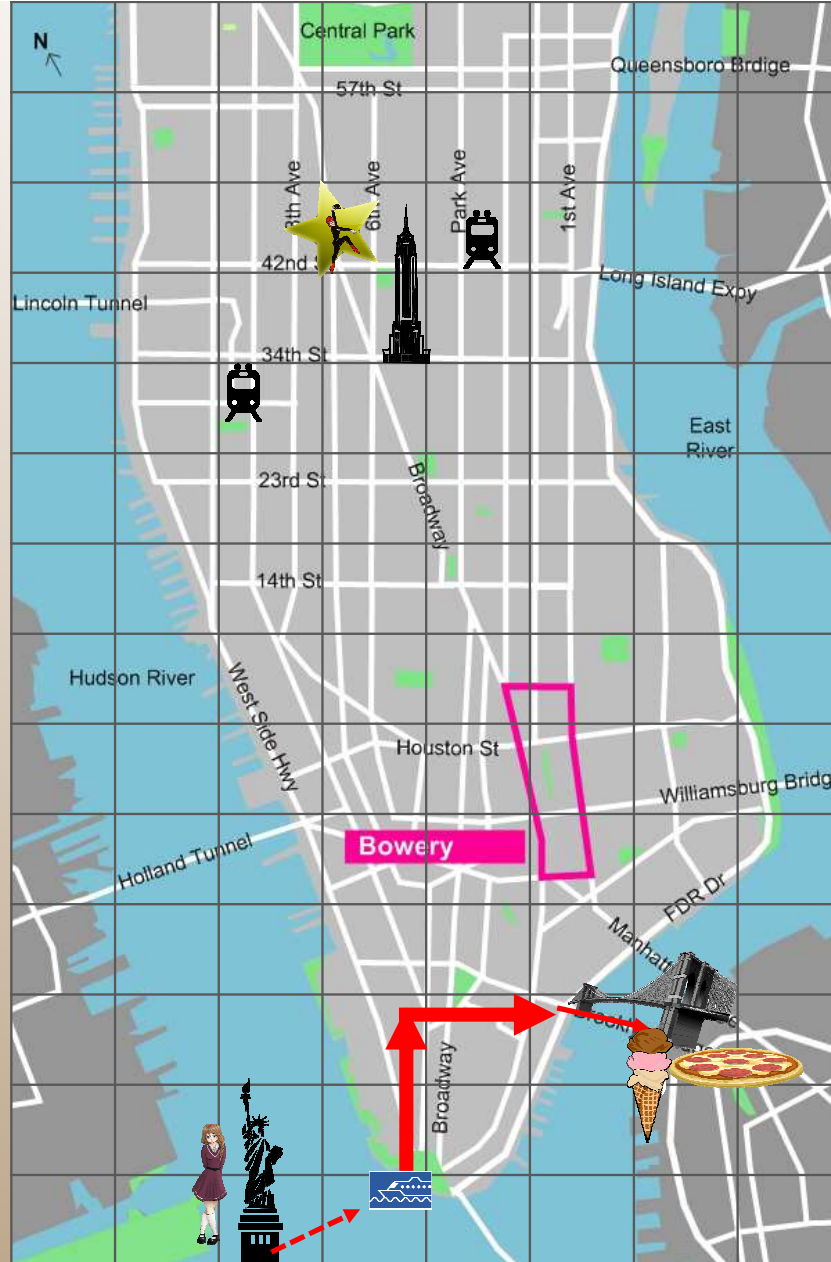 Central Park
N
Queensboro Brdige
57th St
8th Ave
6th Ave
Park Ave
1st Ave
42nd
Long Island Expy
Lincoln Tunnel
34th St
East
River
23rd St
Broadway
14th St
Hudson River
West Side Hwy
Houston St
Williamsburg Bridg
Bowery
Holland Tunnel
FDR Dr
Broadway